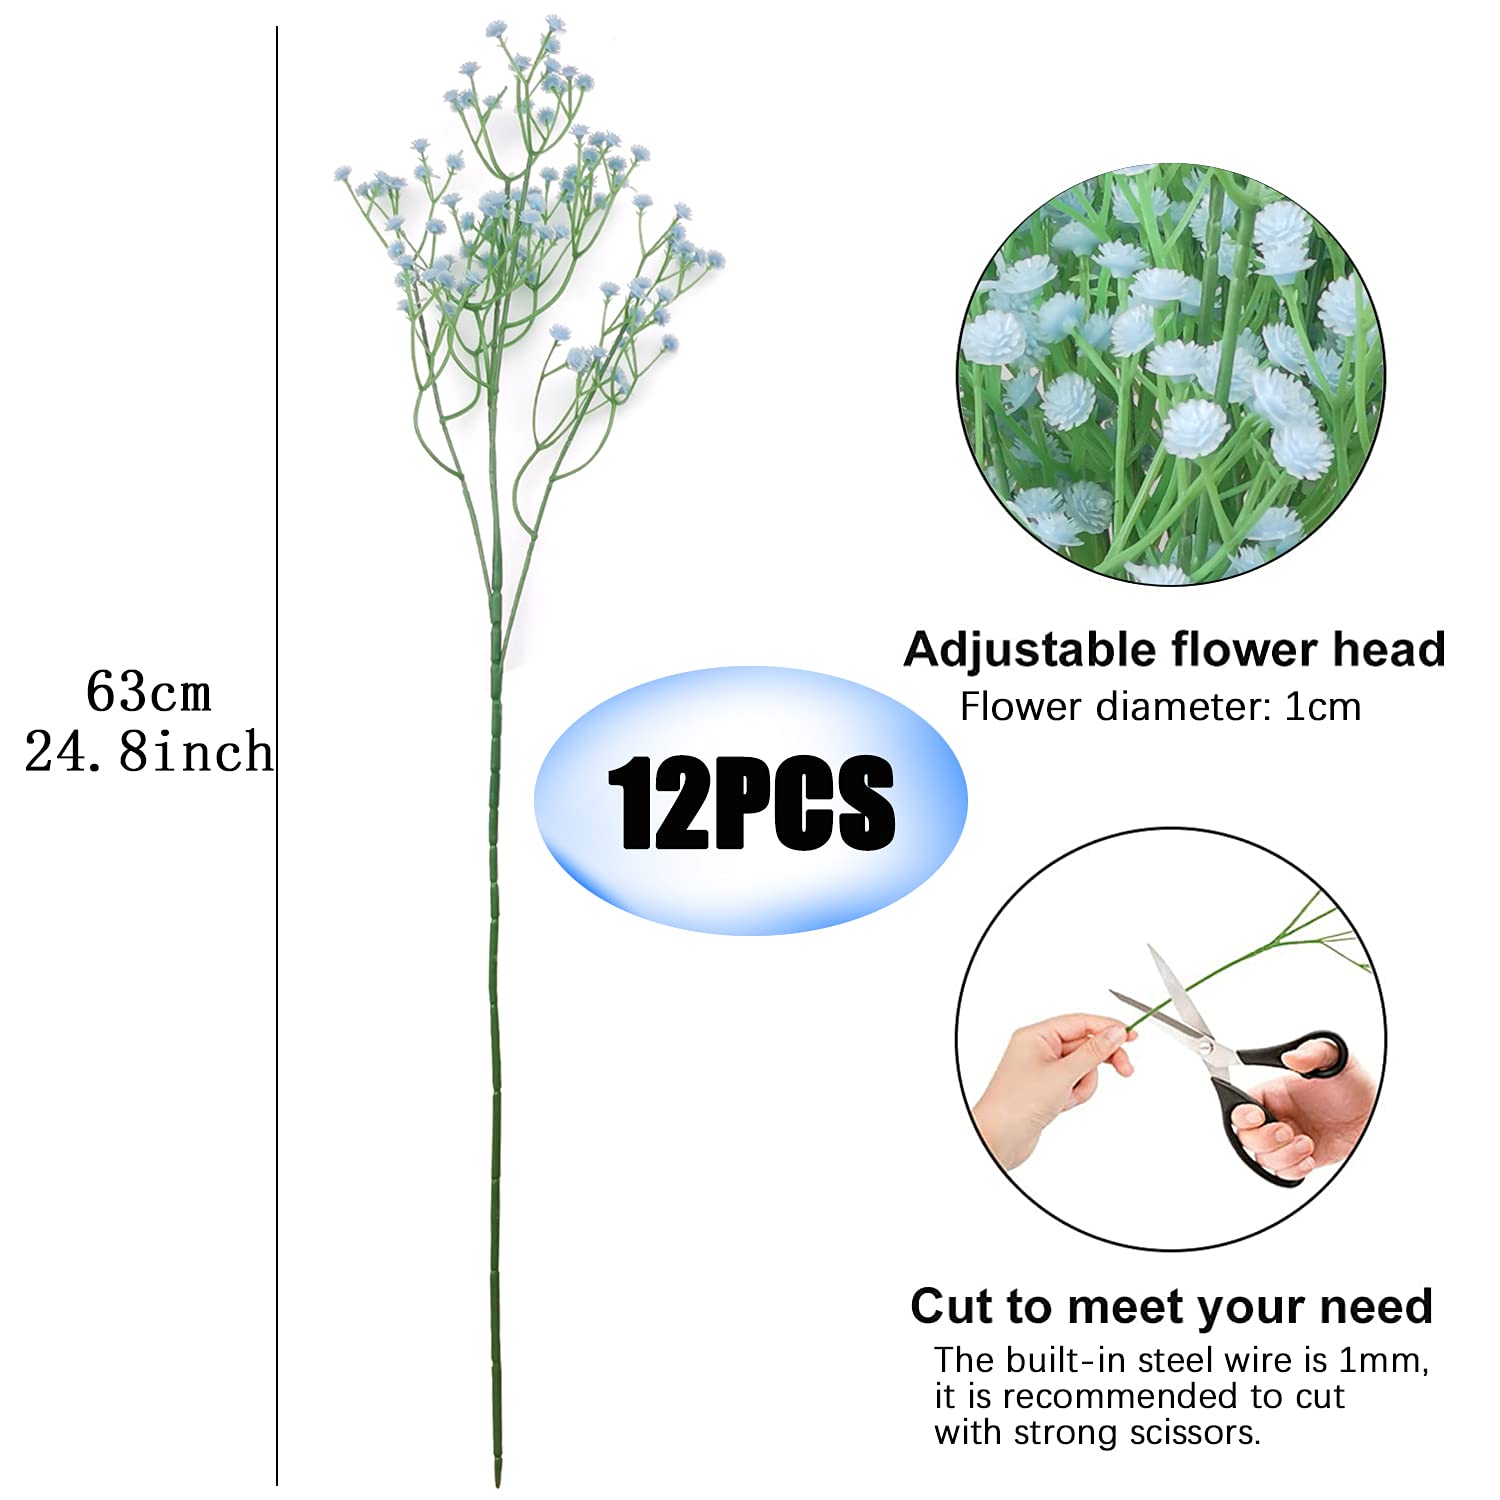 63cm
24.8inch
12PCS
Adjustable flower head
Flower diameter: 1cm
Cut to meet your need
The built-in steel wire is 1mm,
it is recommended to cut
with strong scissors.